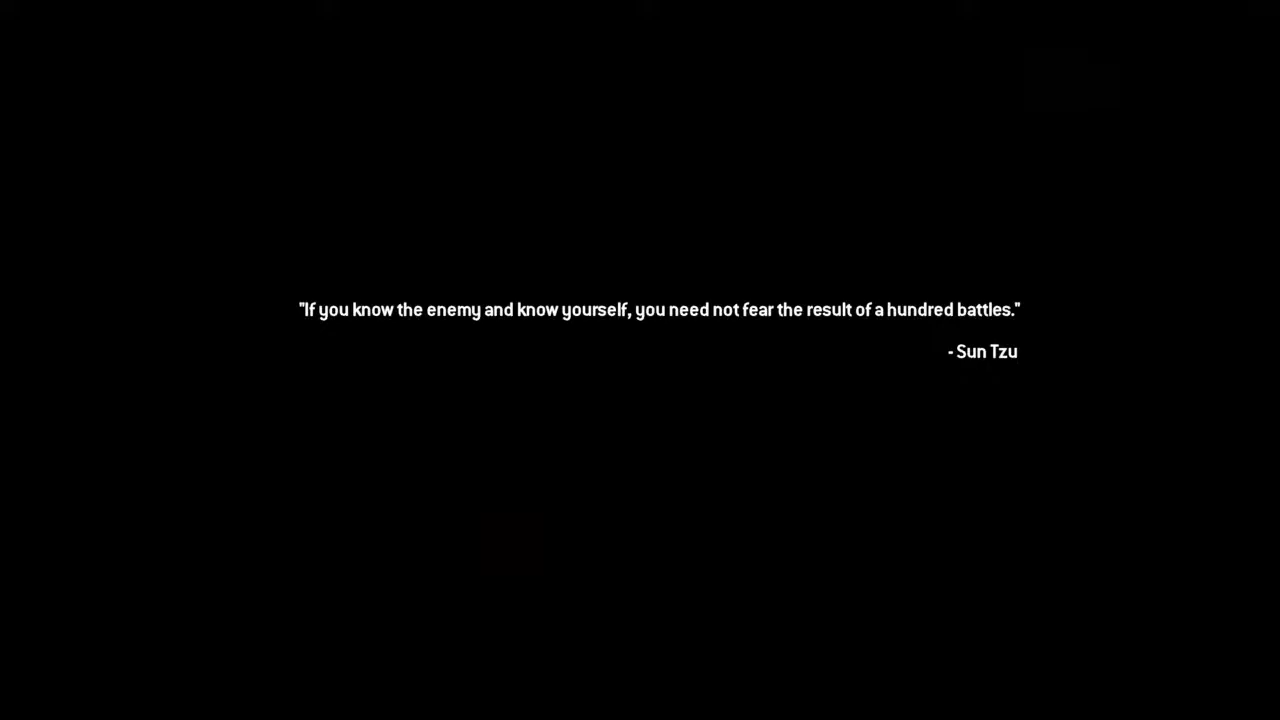 "If you know the enemy and know yourself, you need not fear the result of a hundred battles."
- Sun Tzu